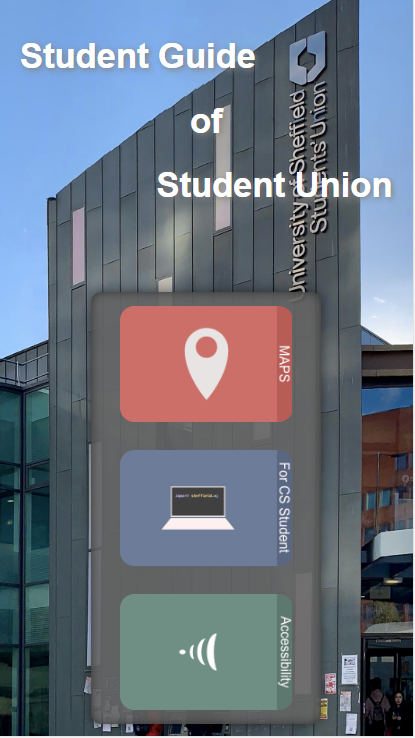 Student Guide
of
Student Union
University of Sheffield
Students' Union
MAPS
For CS Student
Accessibility